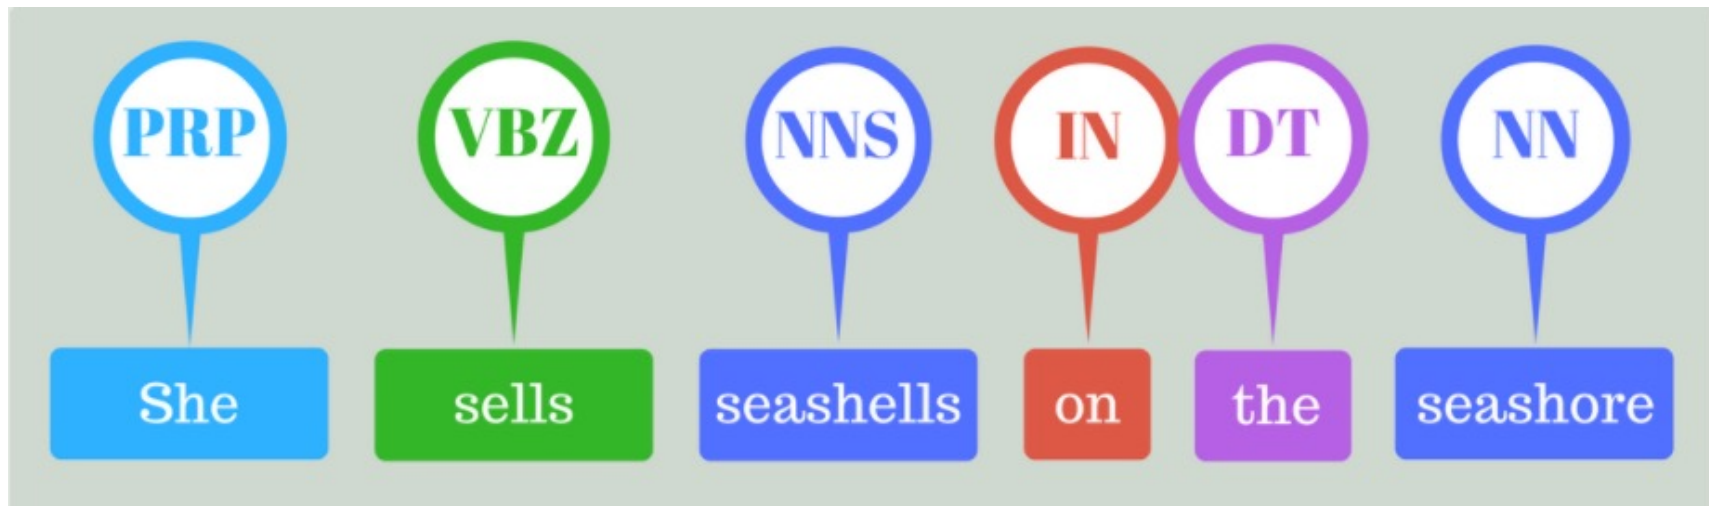 PRP VBZ NNS IN DT NN
She sells seashells on the seashore